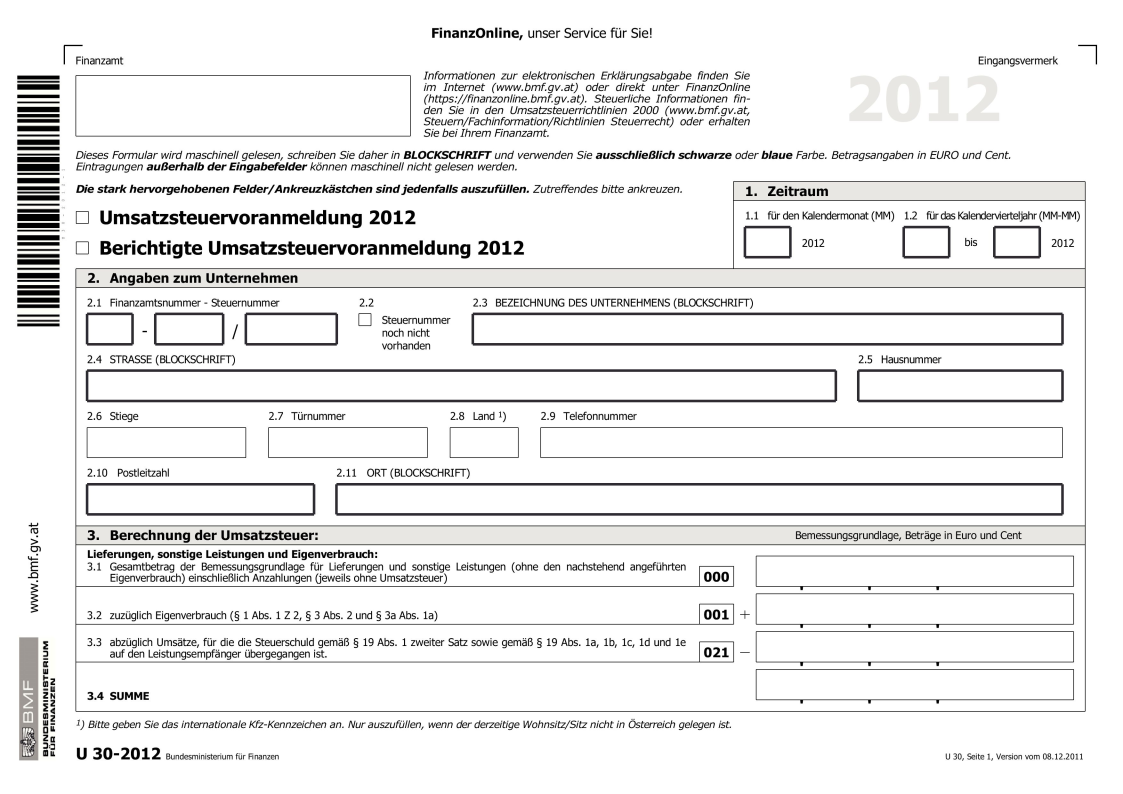 FinanzOnline, unser Service für Sie!
Finanzamt
Eingangsvermerk
Informationen zur elektronischen Erklärungsabgabe finden Sie
im Internet (www.bmf.gv.at) oder direkt unter FinanzOnline
(https://finanzonline.bmf.gv.at). Steuerliche Informationen fin-
den Sie in den Umsatzsteuerrichtlinien 2000 (www.bmf.gv.at,
Steuern/Fachinformation/Richtlinien Steuerrecht) oder erhalten
Sie bei Ihrem Finanzamt.
2012
Dieses Formular wird maschinell gelesen, schreiben Sie daher in BLOCKSCHRIFT und verwenden Sie ausschließlich schwarze oder blaue Farbe. Betragsangaben in EURO und Cent.
Eintragungen außerhalb der Eingabefelder können maschinell nicht gelesen werden.
Die stark hervorgehobenen Felder/Ankreuzkästchen sind jedenfalls auszufüllen. Zutreffendes bitte ankreuzen.
Umsatzsteuervoranmeldung 2012
Berichtigte Umsatzsteuervoranmeldung 2012
1. Zeitraum
1.1 für den Kalendermonat (MM) 1.2 für das Kalendervierteljahr (MM-MM)
2012 bis 2012
2. Angaben zum Unternehmen
2.1 Finanzamtsnummer - Steuernummer 2.2 2.3 BEZEICHNUNG DES UNTERNEHMENS (BLOCKSCHRIFT)
- /
Steuernummer
noch nicht
vorhanden
2.4 STRASSE (BLOCKSCHRIFT) 2.5 Hausnummer
2.6 Stiege 2.7 Türnummer 2.8 Land 1) 2.9 Telefonnummer
2.10 Postleitzahl 2.11 ORT (BLOCKSCHRIFT)
3. Berechnung der Umsatzsteuer: Bemessungsgrundlage, Beträge in Euro und Cent
Lieferungen, sonstige Leistungen und Eigenverbrauch:
3.1 Gesamtbetrag der Bemessungsgrundlage für Lieferungen und sonstige Leistungen (ohne den nachstehend angeführten
Eigenverbrauch) einschließlich Anzahlungen (jeweils ohne Umsatzsteuer) 000
3.2 zuzüglich Eigenverbrauch (§ 1 Abs. 1 Z 2, § 3 Abs. 2 und § 3a Abs. 1a) 001 +
3.3 abzüglich Umsätze, für die die Steuerschuld gemäß § 19 Abs. 1 zweiter Satz sowie gemäß § 19 Abs. 1a, 1b, 1c, 1d und 1e
auf den Leistungsempfänger übergegangen ist. 021 −
3.4 SUMME
1) Bitte geben Sie das internationale Kfz-Kennzeichen an. Nur auszufüllen, wenn der derzeitige Wohnsitz/Sitz nicht in Österreich gelegen ist.
U 30-2012 Bundesministerium für Finanzen
U 30, Seite 1, Version vom 08.12.2011
www.bmf.gv.at
BMF
BUNDESMINISTERIUM
FÜR FINANZEN